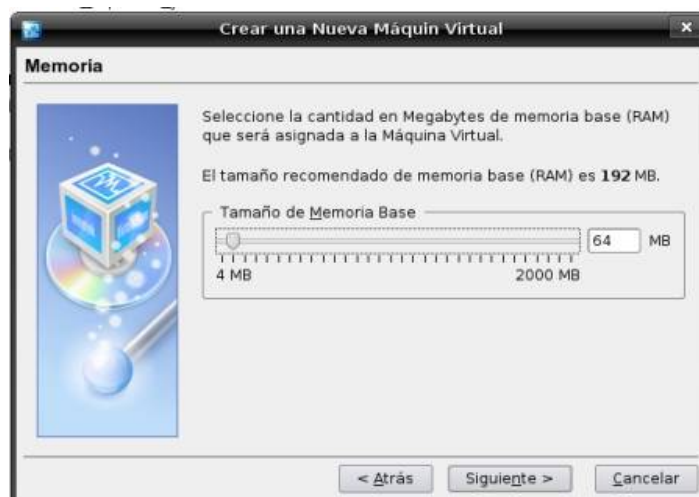 Crear una Nueva Máquin Virtual
Memoria
Seleccione la cantidad en Megabytes de memoria base (RAM)
que será asignada a la Máquina Virtual.
El tamaño recomendado de memoria base (RAM) es 192 MB.
Tamaño de Memoria Base
64 MB
4 MB 2000 MB
< Atrás Siguiente > Cancelar